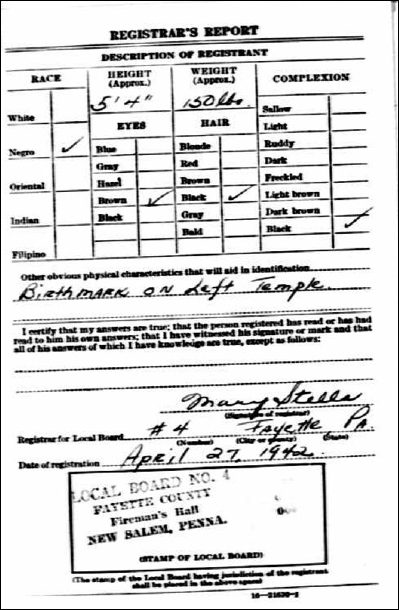 REGISTRAR'S REPORT
DESCRIPTION OF REGISTRANT
RACE
HEIGHT (Approx.)
WEIGHT (Approx.)
COMPLEXION
5' 4"
150 lbs.
White
Sallow
EYES
HAIR
Light
Negro ✓
Blue
Blonde
Ruddy
Gray
Red
Dark
Oriental
Hazel
Brown
Freckled
Brown ✓
Black ✓
Light brown
Indian
Black
Gray
Dark brown
Bald
Black ✓
Filipino
Other obvious physical characteristics that will aid in identification
Birthmark on Left Temple
I certify that my answers are true; that the person registered has read or has had
read to him his own answers; that I have witnessed his signature or mark and that
all of his answers of which I have knowledge are true, except as follows:
Mary Stella
(Signature of registrar)
Registrar for Local Board #4 Fayette, Pa.
(Number) (City or county) (State)
Date of registration April 27, 1942
LOCAL BOARD NO. 4
FAYETTE COUNTY
Fireman's Hall
NEW SALEM, PENNA.
(STAMP OF LOCAL BOARD)
(The stamp of the Local Board having jurisdiction of the registrant
shall be placed in the above space)
16—21630-2